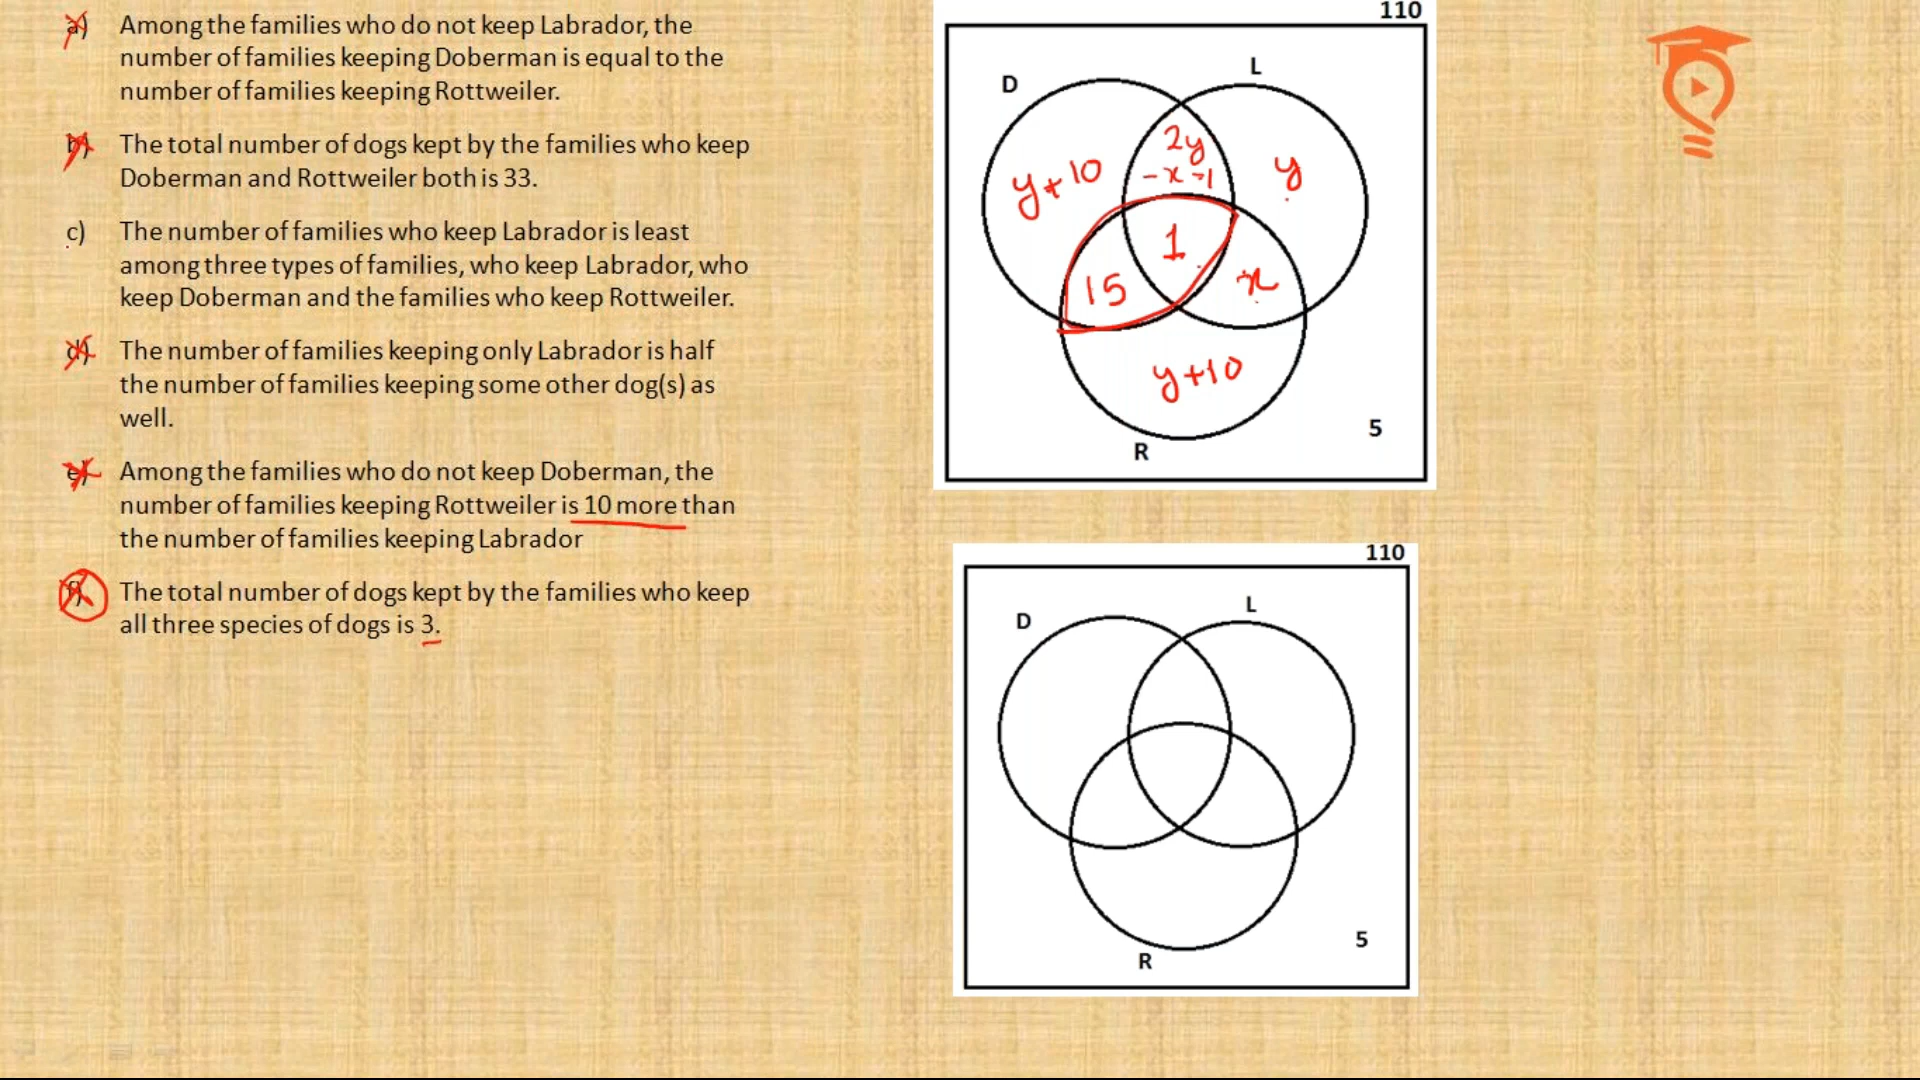 a) Among the families who do not keep Labrador, the
number of families keeping Doberman is equal to the
number of families keeping Rottweiler.
b) The total number of dogs kept by the families who keep
Doberman and Rottweiler both is 33.
c) The number of families who keep Labrador is least
among three types of families, who keep Labrador, who
keep Doberman and the families who keep Rottweiler.
d) The number of families keeping only Labrador is half
the number of families keeping some other dog(s) as
well.
e) Among the families who do not keep Doberman, the
number of families keeping Rottweiler is 10 more than
the number of families keeping Labrador
f) The total number of dogs kept by the families who keep
all three species of dogs is 3.
110
D
L
y+10
2y
-x-1
y
1
15
x
y+10
5
R
110
D
L
5
R